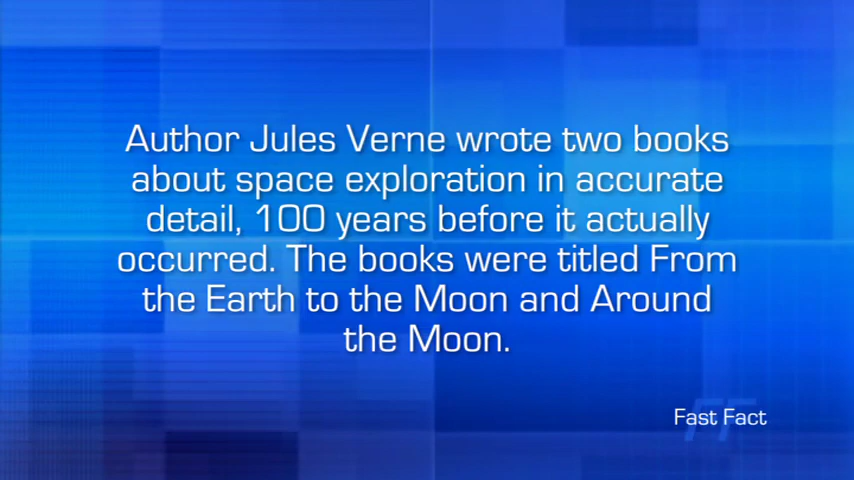 Author Jules Verne wrote two books
about space exploration in accurate
detail, 100 years before it actually
occurred. The books were titled From
the Earth to the Moon and Around
the Moon.
FF
Fast Fact